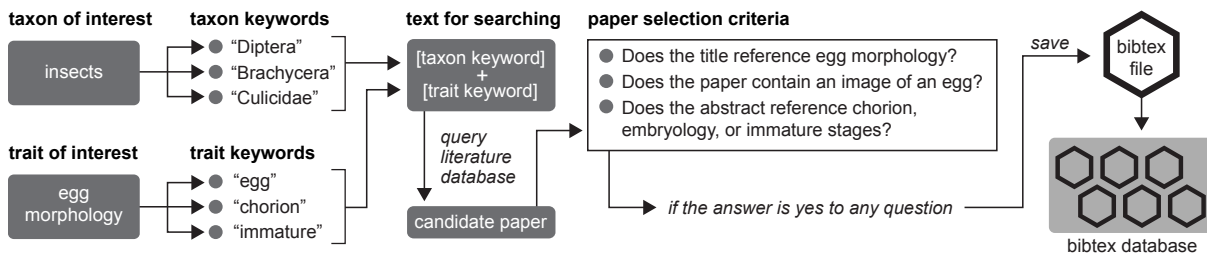 taxon of interest
insects
taxon keywords
“Diptera”
“Brachycera”
“Culicidae”
trait of interest
egg
morphology
trait keywords
“egg”
“chorion”
“immature”
text for searching
[taxon keyword]
+
[trait keyword]
query
literature
database
candidate paper
paper selection criteria
Does the title reference egg morphology?
Does the paper contain an image of an egg?
Does the abstract reference chorion,
embryology, or immature stages?
if the answer is yes to any question
save
bibtex
file
bibtex database